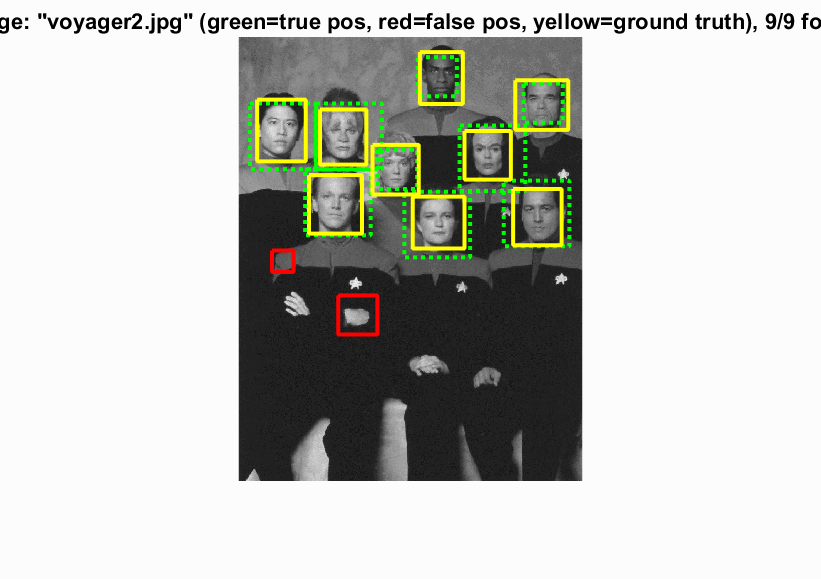 ge: "voyager2.jpg" (green=true pos, red=false pos, yellow=ground truth), 9/9 fo